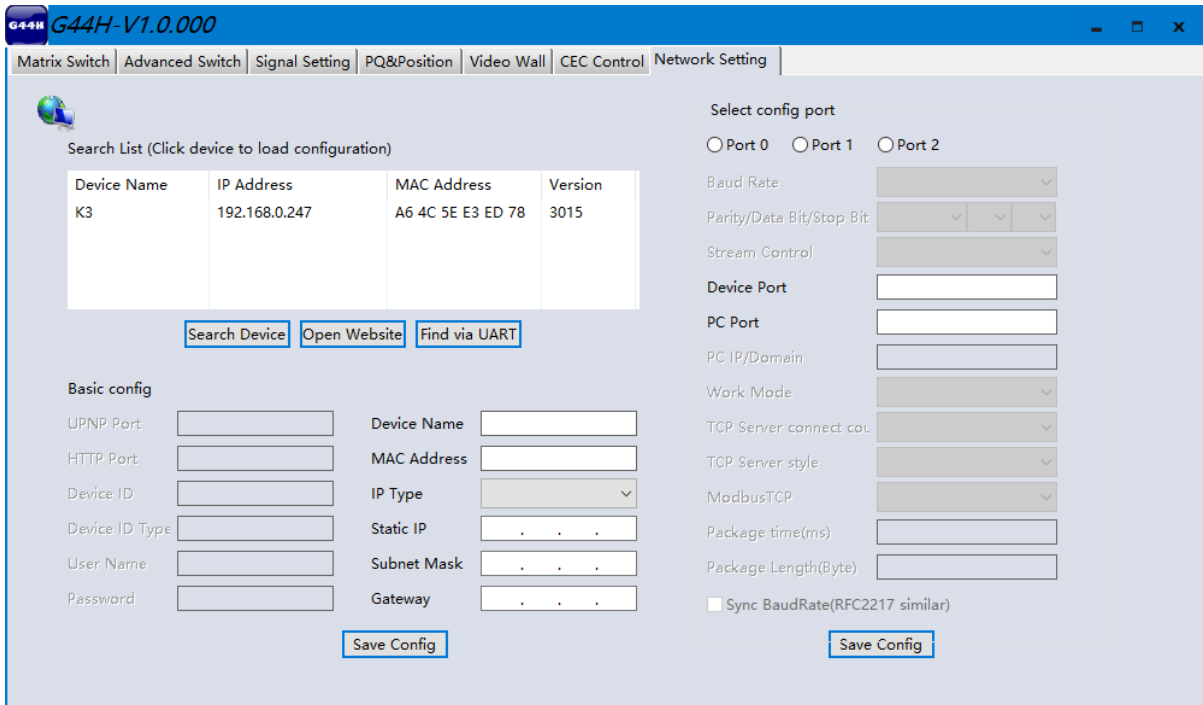 G44H G44H-V1.0.000
Matrix Switch Advanced Switch Signal Setting PQ&Position Video Wall CEC Control Network Setting
Search List (Click device to load configuration)
Device Name IP Address MAC Address Version
K3 192.168.0.247 A6 4C 5E E3 ED 78 3015
Search Device Open Website Find via UART
Basic config
UPNP Port Device Name
HTTP Port MAC Address
Device ID IP Type
Device ID Type Static IP . . .
User Name Subnet Mask . . .
Password Gateway . . .
Save Config
Select config port
Port 0 Port 1 Port 2
Baud Rate
Parity/Data Bit/Stop Bit
Stream Control
Device Port
PC Port
PC IP/Domain
Work Mode
TCP Server connect cou
TCP Server style
ModbusTCP
Package time(ms)
Package Length(Byte)
Sync BaudRate(RFC2217 similar)
Save Config